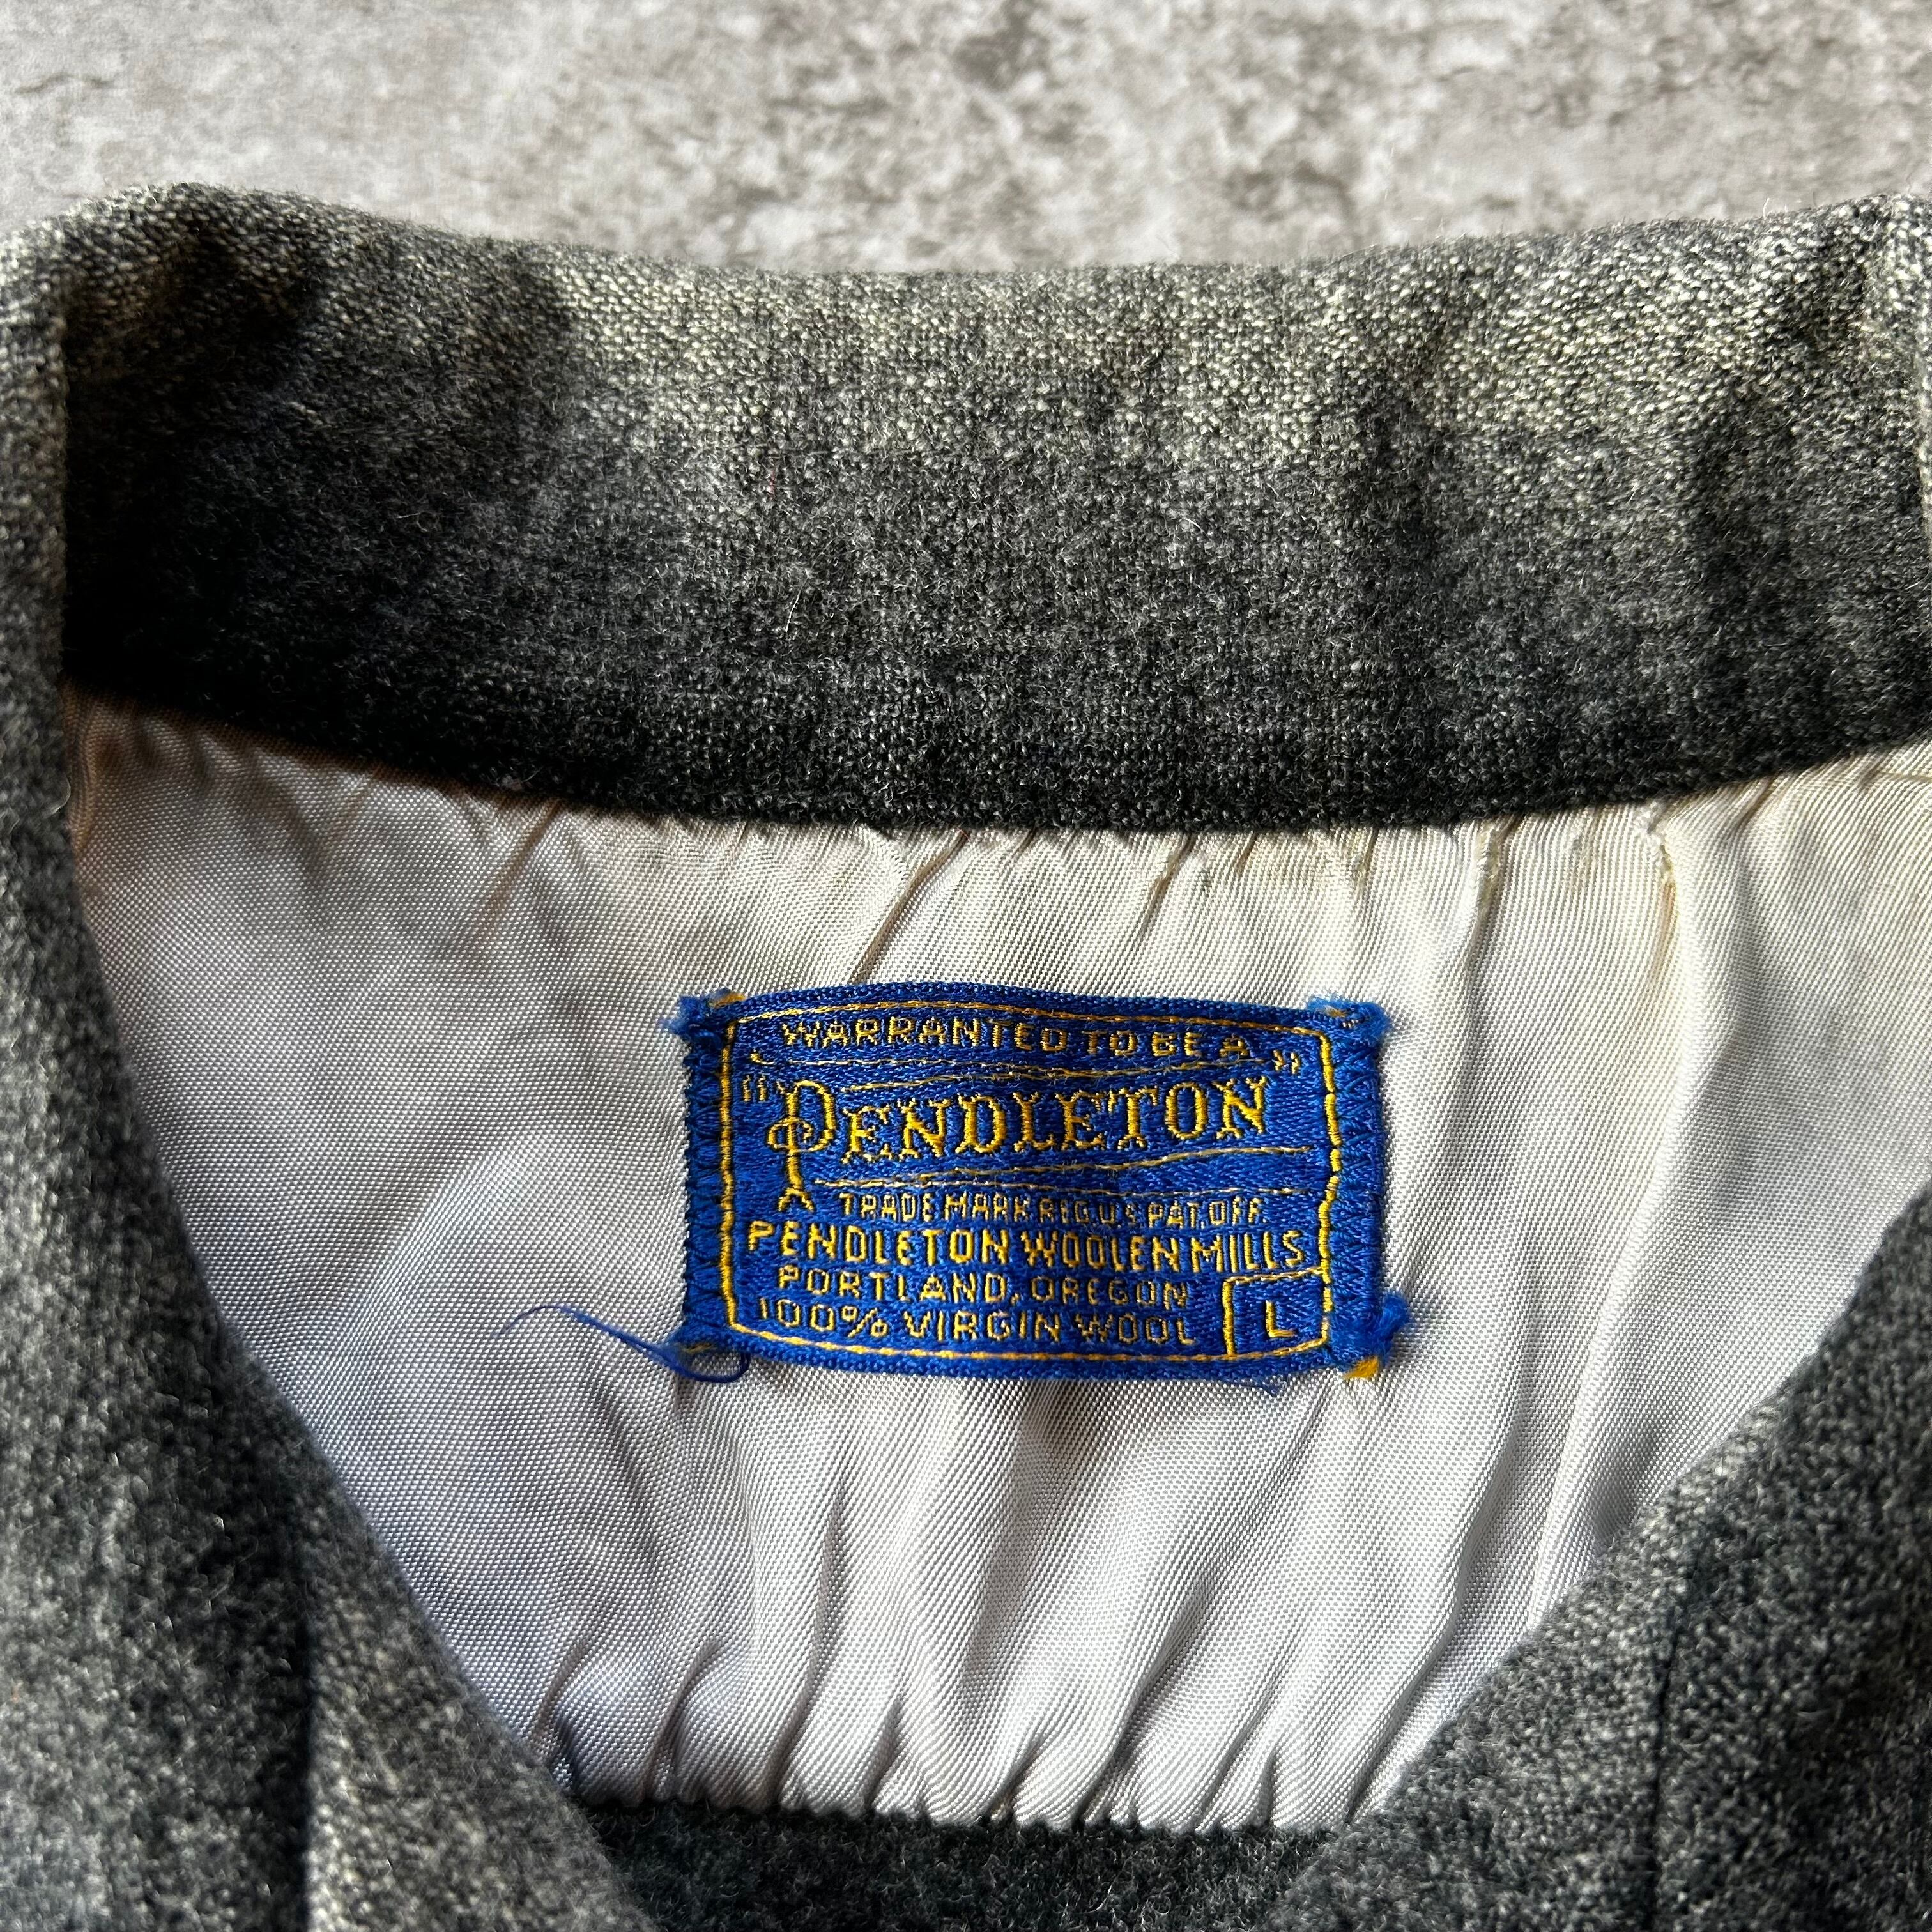 WARRANTED TO BE A
"PENDLETON"
TRADE MARK REG. U.S. PAT. OFF.
PENDLETON WOOLEN MILLS
PORTLAND, OREGON
100% VIRGIN WOOL L